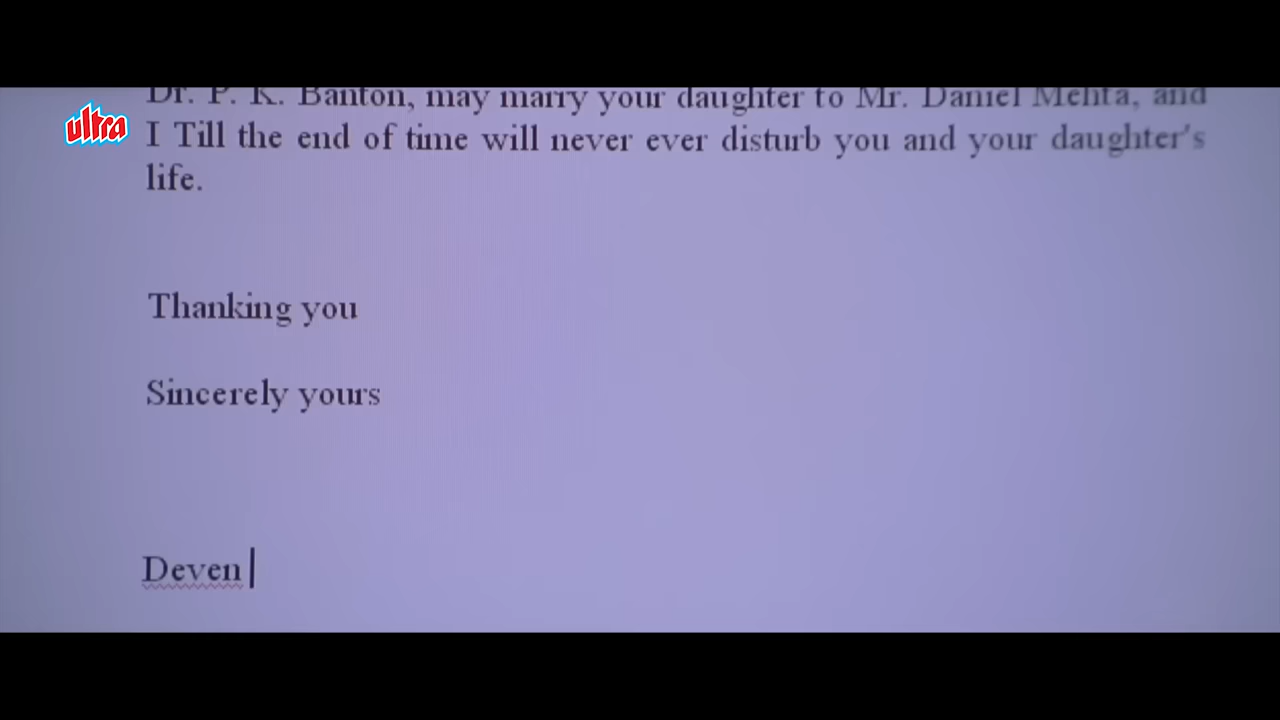 ultra
Dr. P. K. Banton, may marry your daughter to Mr. Daniel Mehta, and
I Till the end of time will never ever disturb you and your daughter's
life.
Thanking you
Sincerely yours
Deven